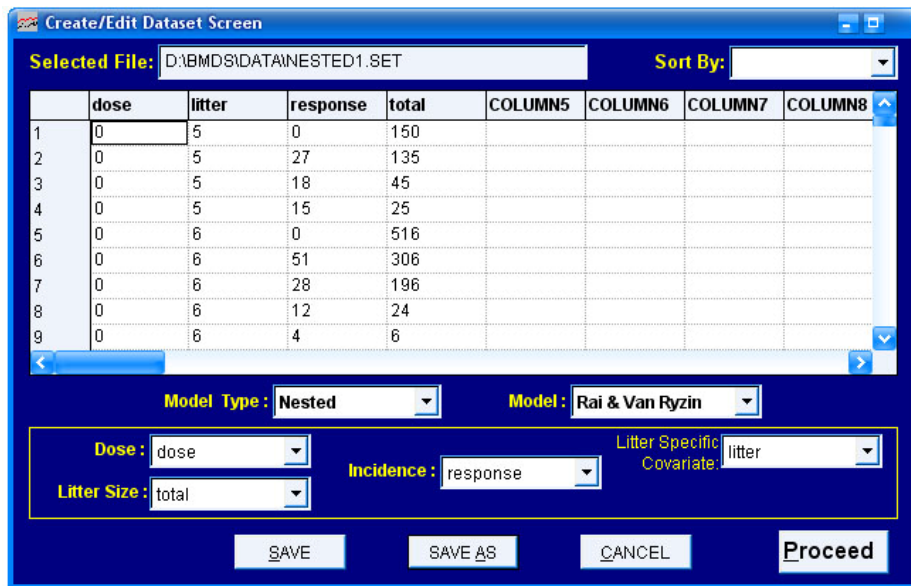 Create/Edit Dataset Screen
Selected File: D:\BMDS\DATA\NESTED1.SET Sort By:
dose litter response total COLUMN5 COLUMN6 COLUMN7 COLUMN8
1 0 5 0 150
2 0 5 27 135
3 0 5 18 45
4 0 5 15 25
5 0 6 0 516
6 0 6 51 306
7 0 6 28 196
8 0 6 12 24
9 0 6 4 6
Model Type : Nested Model : Rai & Van Ryzin
Dose : dose Incidence : response Litter Specific Covariate: litter
Litter Size : total
SAVE SAVE AS CANCEL Proceed